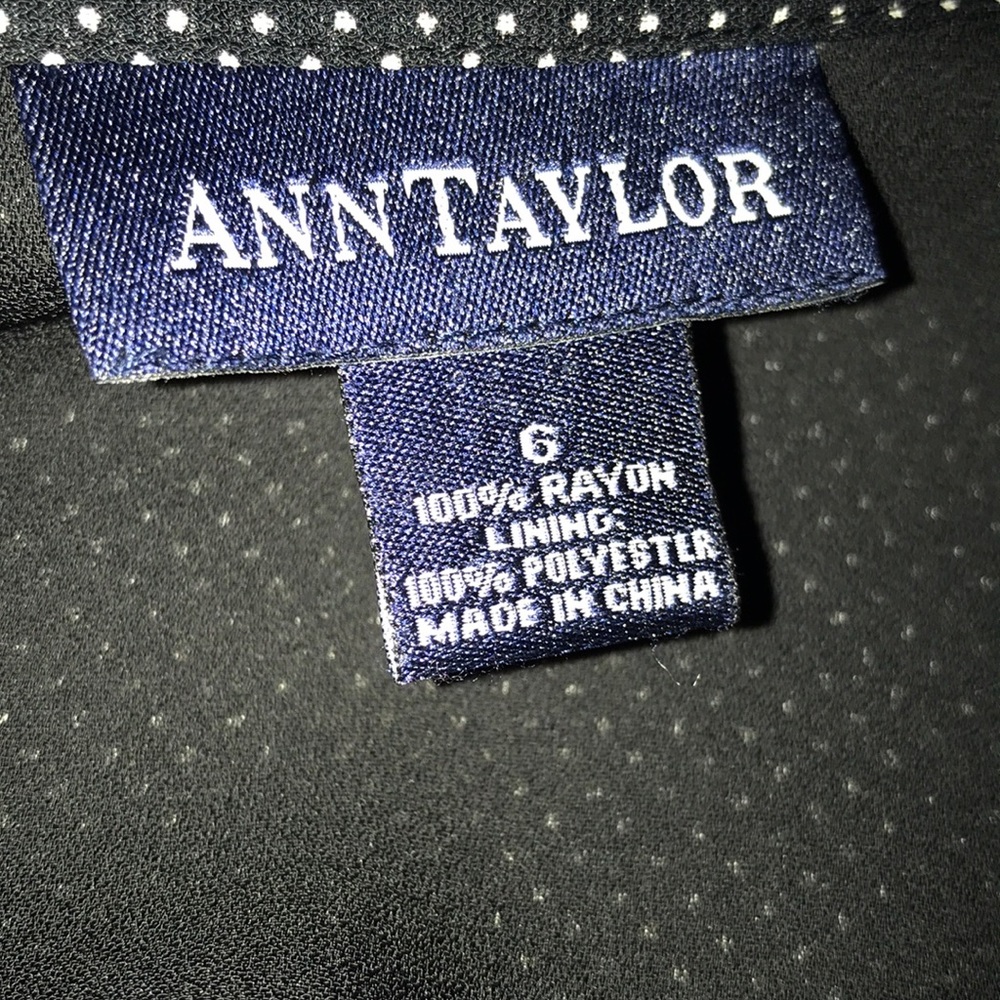 ANNTAYLOR
6
100% RAYON
LINING:
100% POLYESTER
MADE IN CHINA